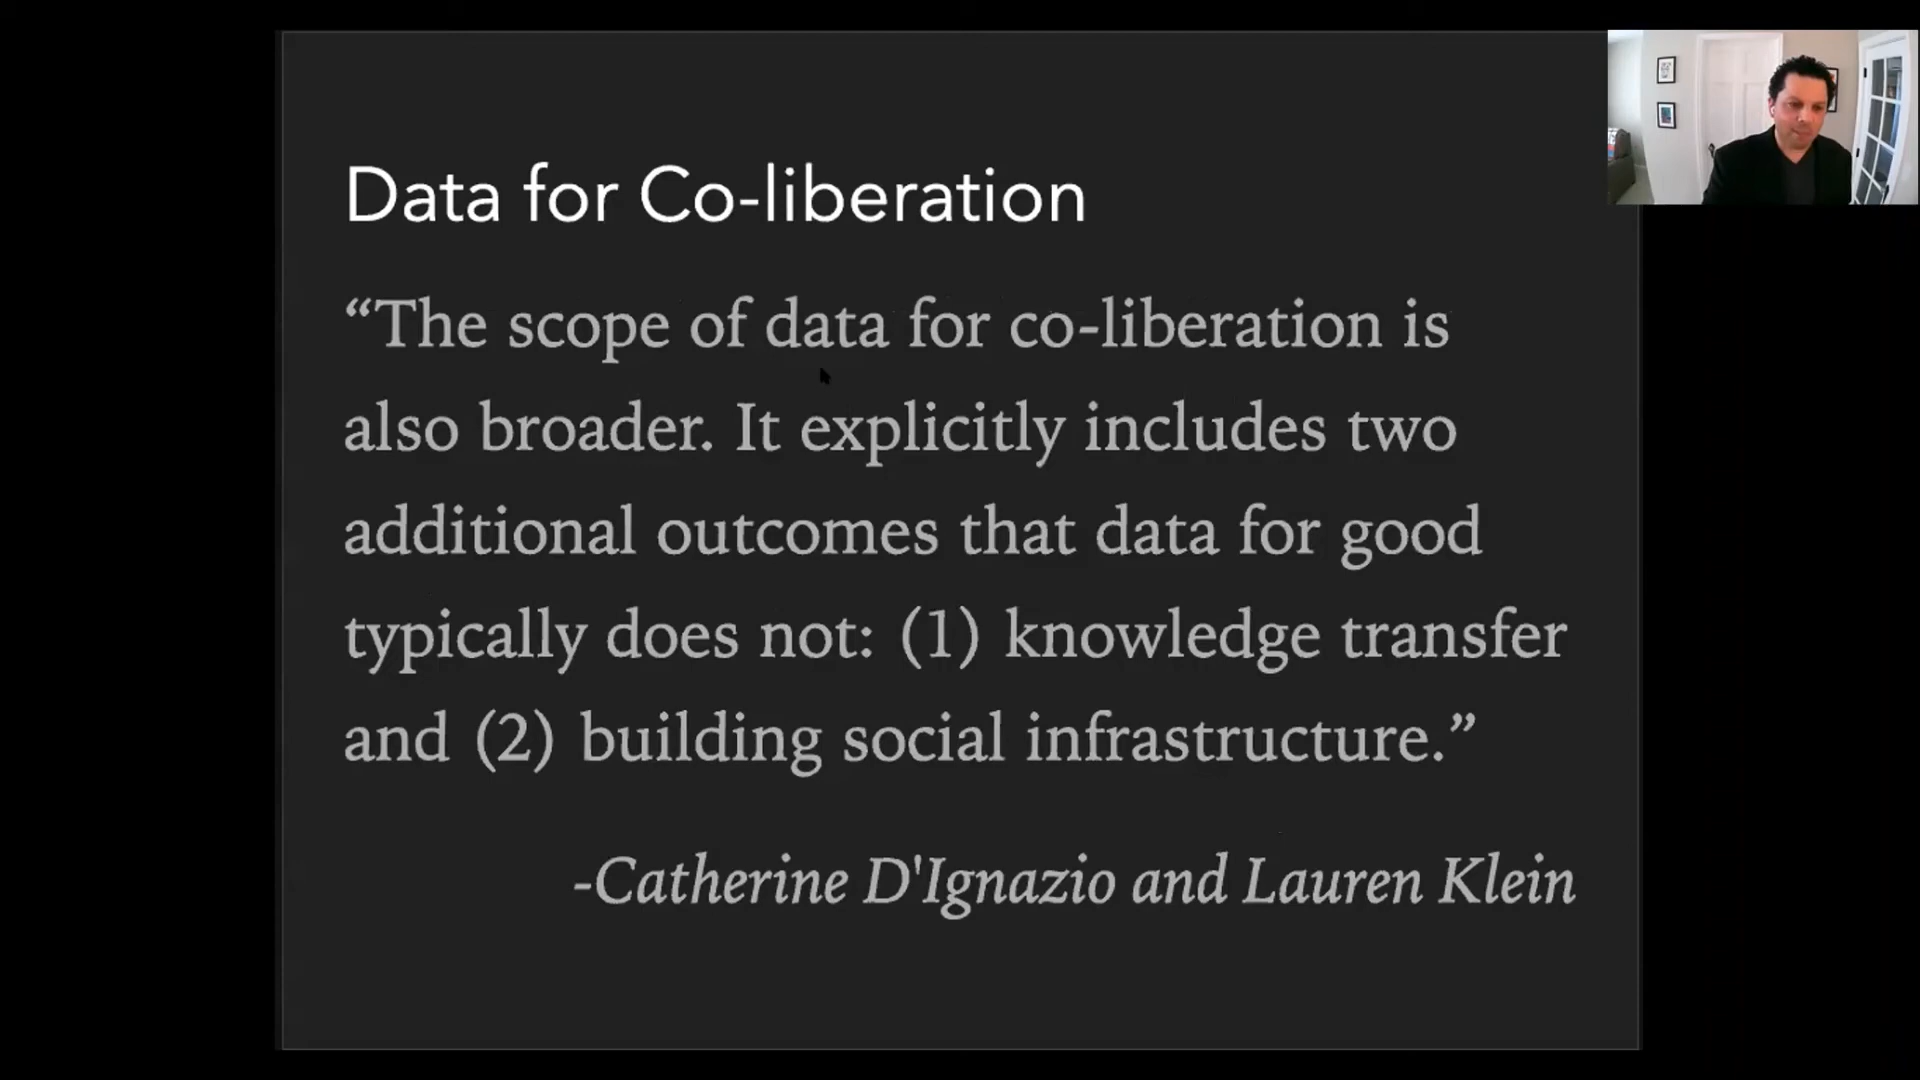 Data for Co-liberation
“The scope of data for co-liberation is
also broader. It explicitly includes two
additional outcomes that data for good
typically does not: (1) knowledge transfer
and (2) building social infrastructure.”
-Catherine D'Ignazio and Lauren Klein